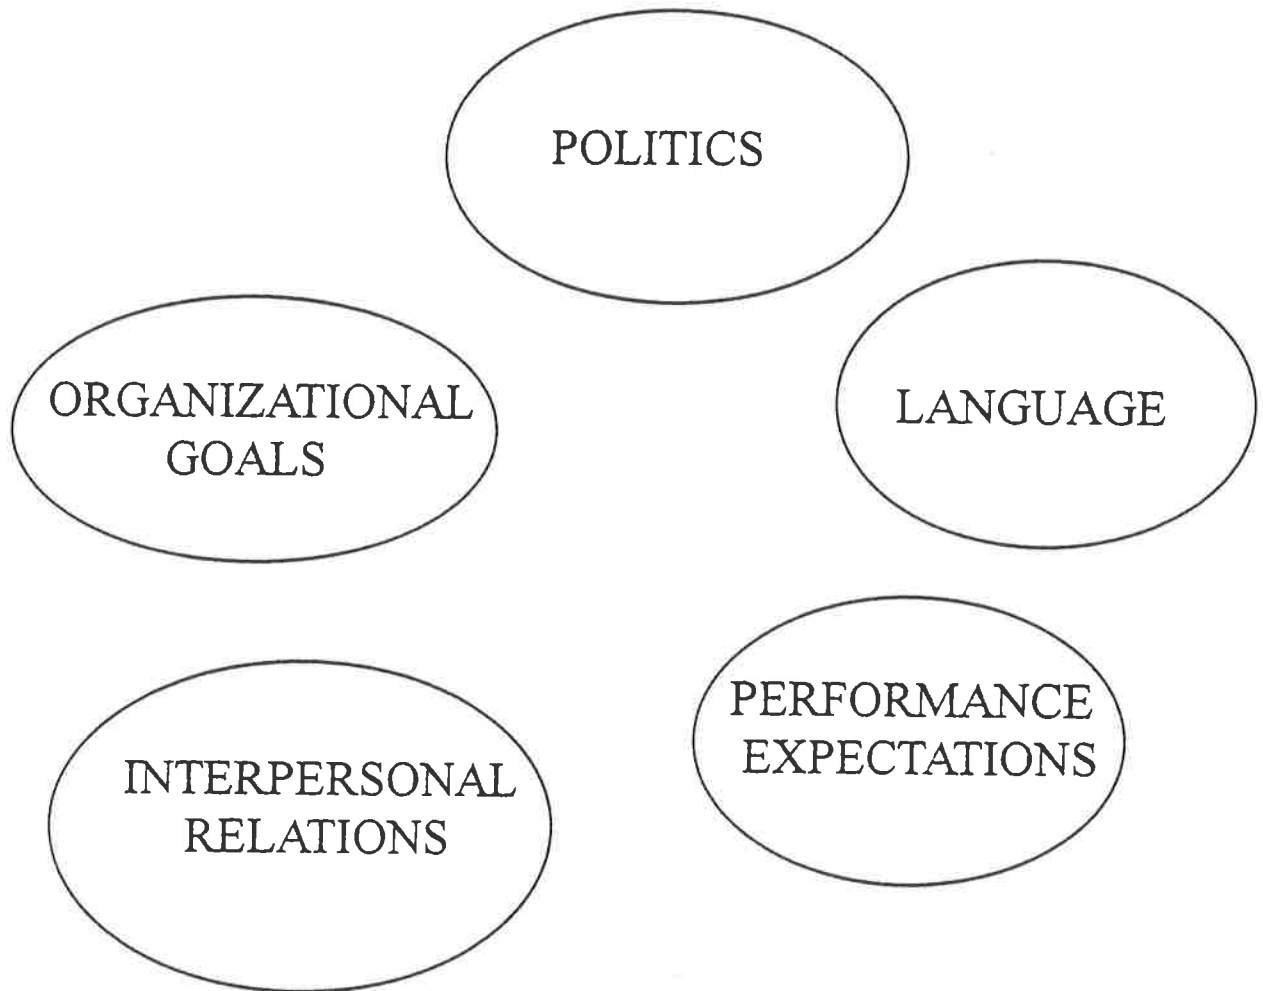 POLITICS
ORGANIZATIONAL
GOALS
LANGUAGE
PERFORMANCE
EXPECTATIONS
INTERPERSONAL
RELATIONS